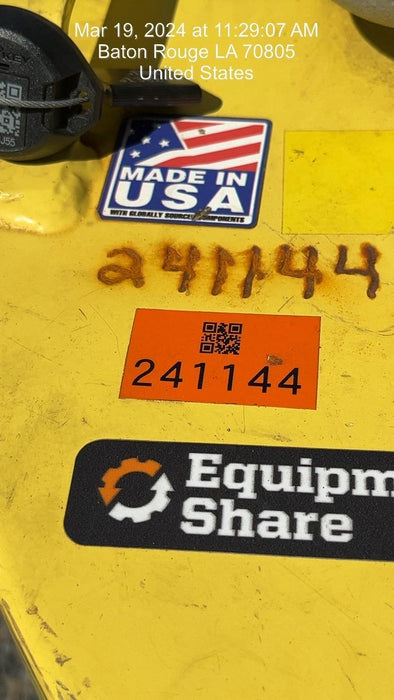 Mar 19, 2024 at 11:29:07 AM
Baton Rouge LA 70805
United States
J55
MADE IN
USA
WITH GLOBALLY SOURCED COMPONENTS
241144
241144
Equipm
Share